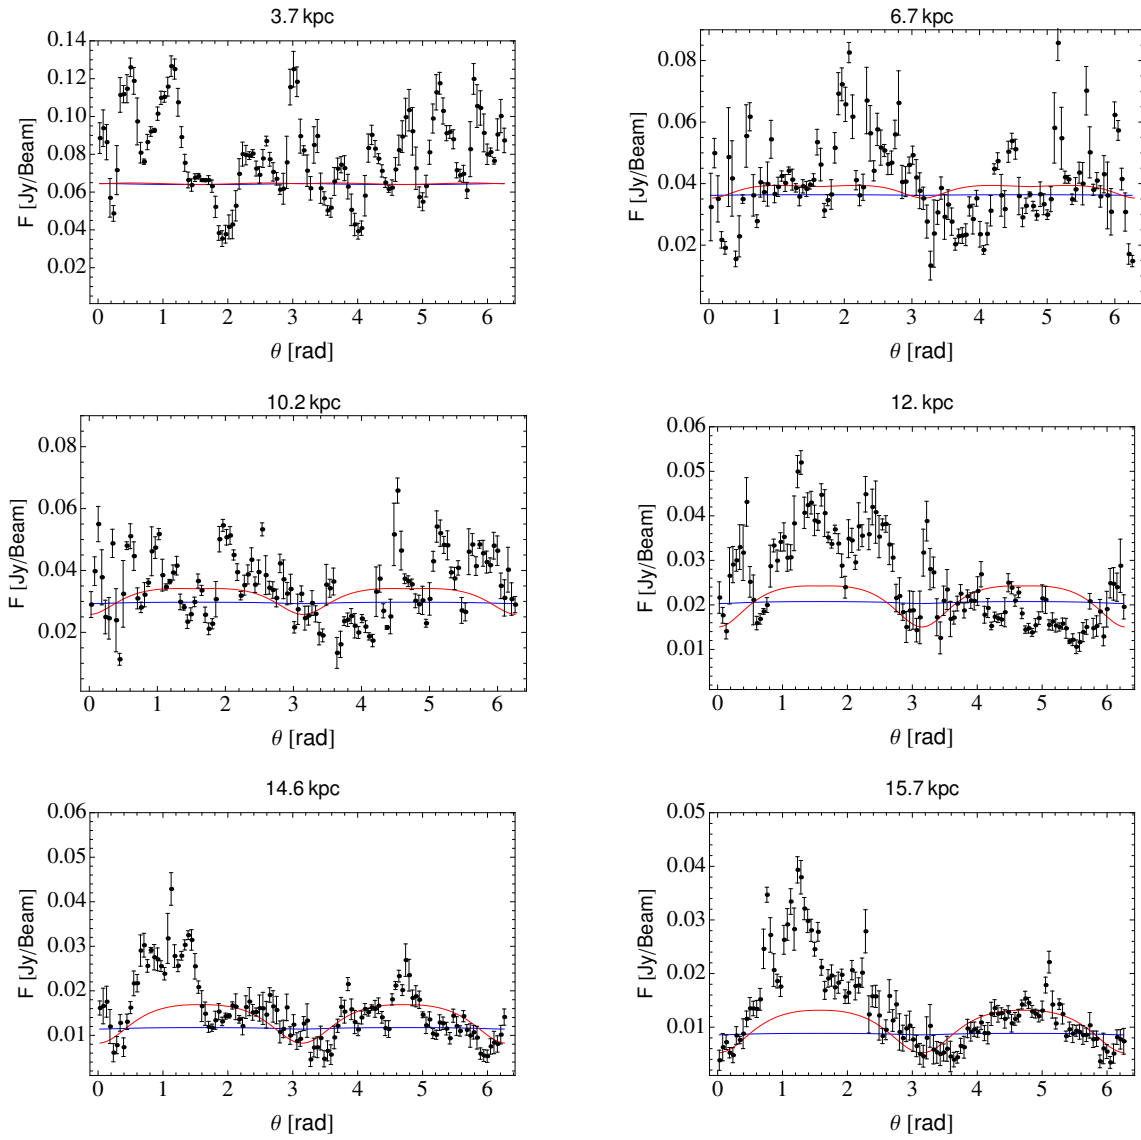 3.7 kpc
0.14
0.12
0.10
0.08
0.06
0.04
0.02
F [Jy/Beam]
0 1 2 3 4 5 6
θ [rad]
6.7 kpc
0.08
0.06
0.04
0.02
F [Jy/Beam]
0 1 2 3 4 5 6
θ [rad]
10.2 kpc
0.08
0.06
0.04
0.02
F [Jy/Beam]
0 1 2 3 4 5 6
θ [rad]
12. kpc
0.06
0.05
0.04
0.03
0.02
0.01
F [Jy/Beam]
0 1 2 3 4 5 6
θ [rad]
14.6 kpc
0.06
0.05
0.04
0.03
0.02
0.01
F [Jy/Beam]
0 1 2 3 4 5 6
θ [rad]
15.7 kpc
0.05
0.04
0.03
0.02
0.01
F [Jy/Beam]
0 1 2 3 4 5 6
θ [rad]